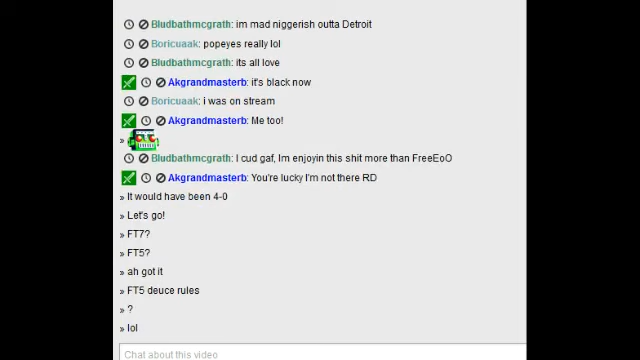 Bludbathmcgrath: im mad niggerish outta Detroit
Boricuaak: popeyes really lol
Bludbathmcgrath: its all love
Akgrandmasterb: it's black now
Boricuaak: i was on stream
Akgrandmasterb: Me too!
»
Bludbathmcgrath: I cud gaf, Im enjoyin this shit more than FreeEoO
Akgrandmasterb: You're lucky I'm not there RD
» It would have been 4-0
» Let's go!
» FT7?
» FT5?
» ah got it
» FT5 deuce rules
» ?
» lol
Chat about this video